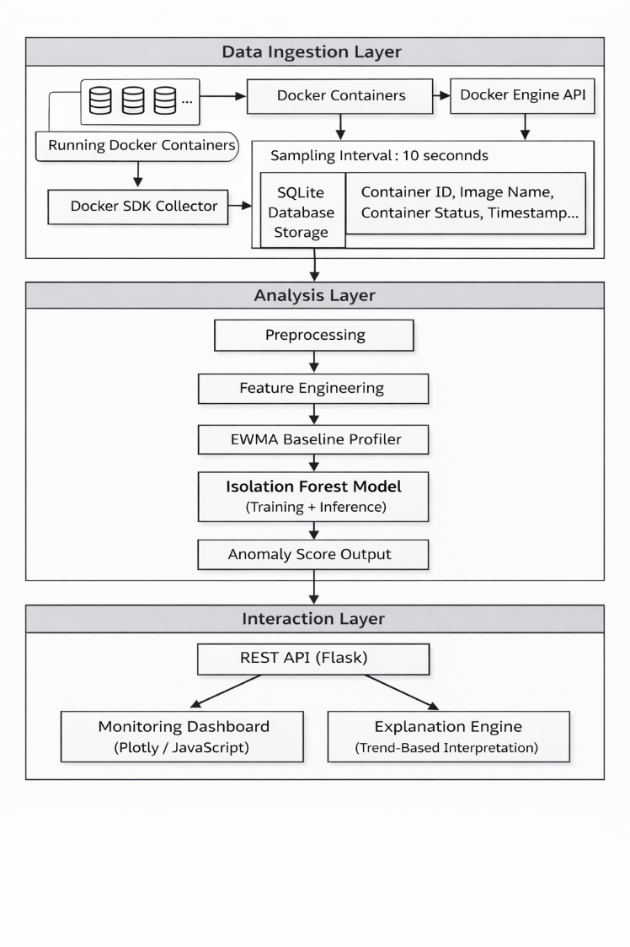 Data Ingestion Layer
...
Docker Containers
Docker Engine API
Running Docker Containers
Sampling Interval : 10 seconnds
Docker SDK Collector
SQLite
Database
Storage
Container ID, Image Name,
Container Status, Timestamp...
Analysis Layer
Preprocessing
Feature Engineering
EWMA Baseline Profiler
Isolation Forest Model
(Training + Inference)
Anomaly Score Output
Interaction Layer
REST API (Flask)
Monitoring Dashboard
(Plotly / JavaScript)
Explanation Engine
(Trend-Based Interpretation)